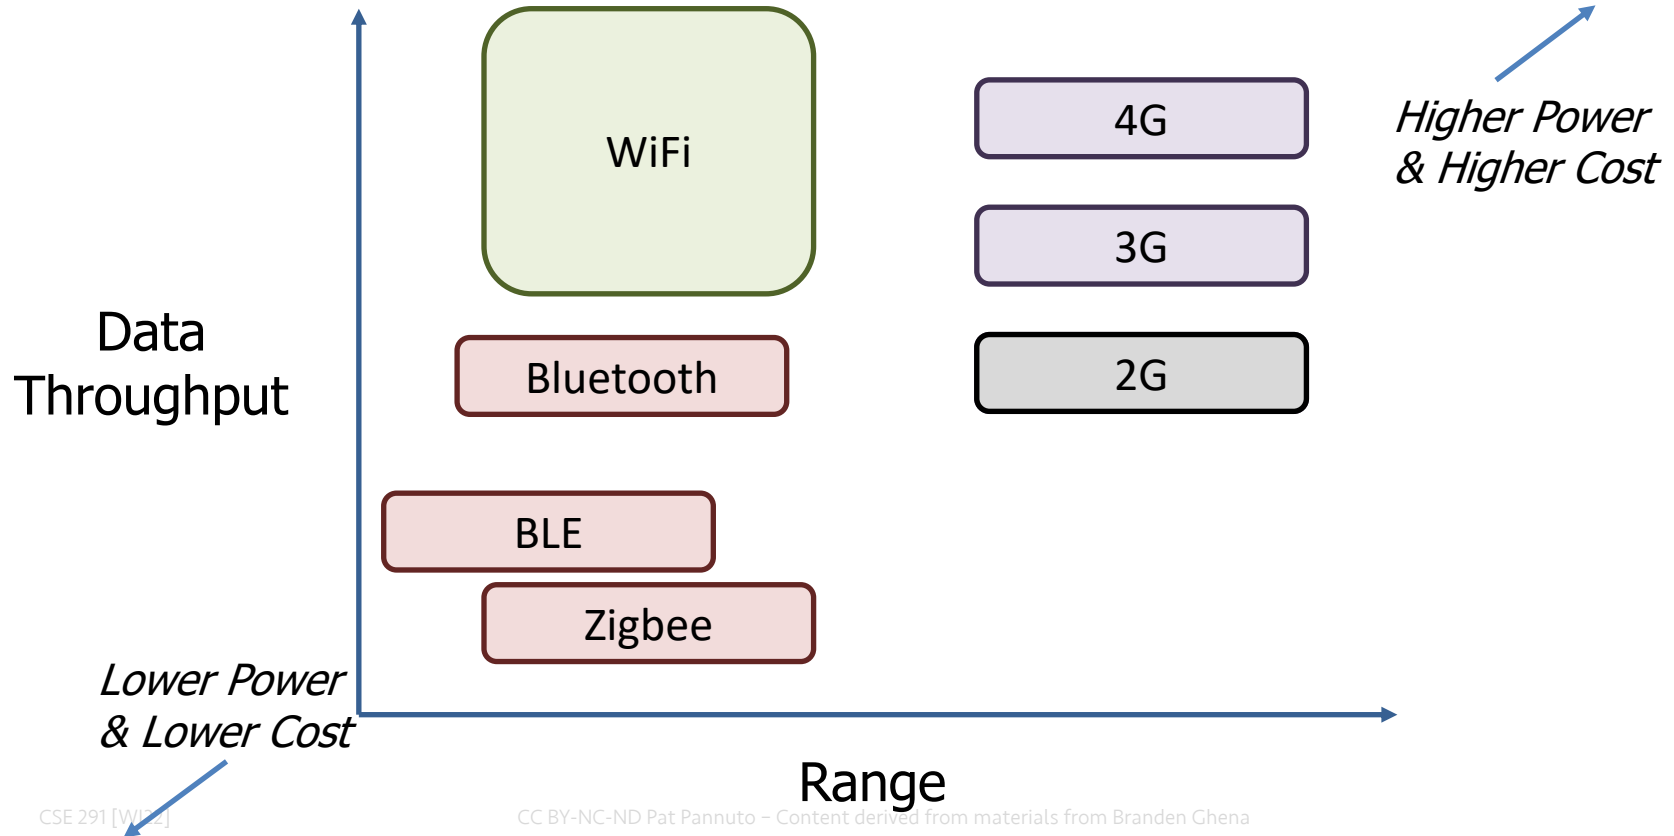 WiFi
4G
Higher Power
& Higher Cost
3G
Data
Throughput
Bluetooth
2G
BLE
Zigbee
Lower Power
& Lower Cost
Range
CSE 291 [WI22]
CC BY-NC-ND Pat Pannuto – Content derived from materials from Branden Ghena